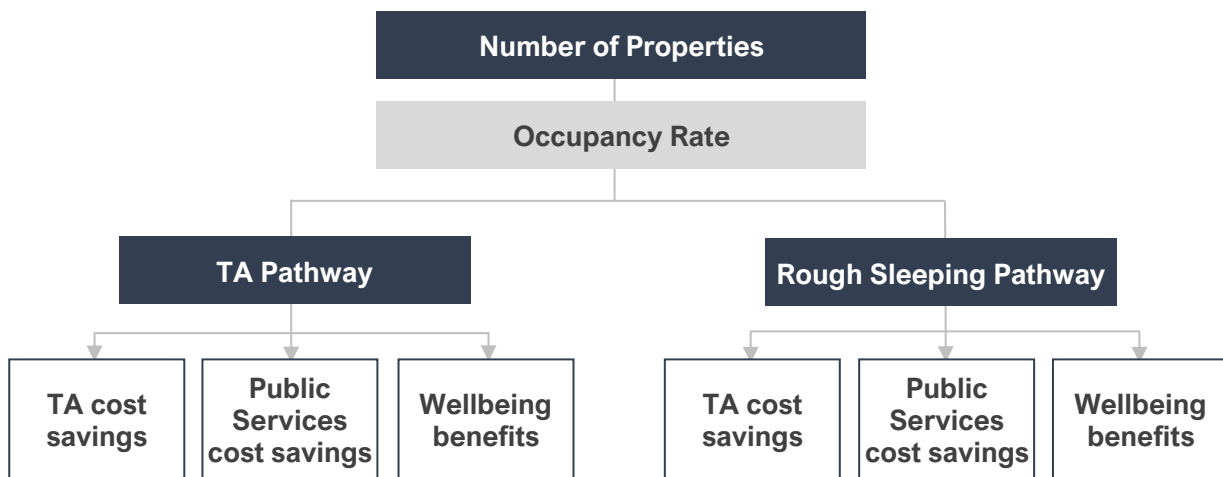 Number of Properties
Occupancy Rate
TA Pathway
Rough Sleeping Pathway
TA cost
savings
Public
Services
cost savings
Wellbeing
benefits
TA cost
savings
Public
Services
cost savings
Wellbeing
benefits